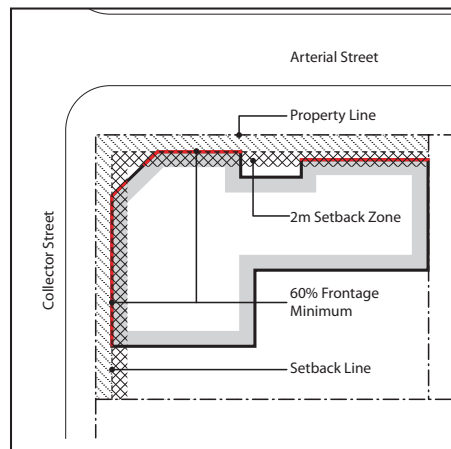 Arterial Street
Property Line
2m Setback Zone
Collector Street
60% Frontage
Minimum
Setback Line